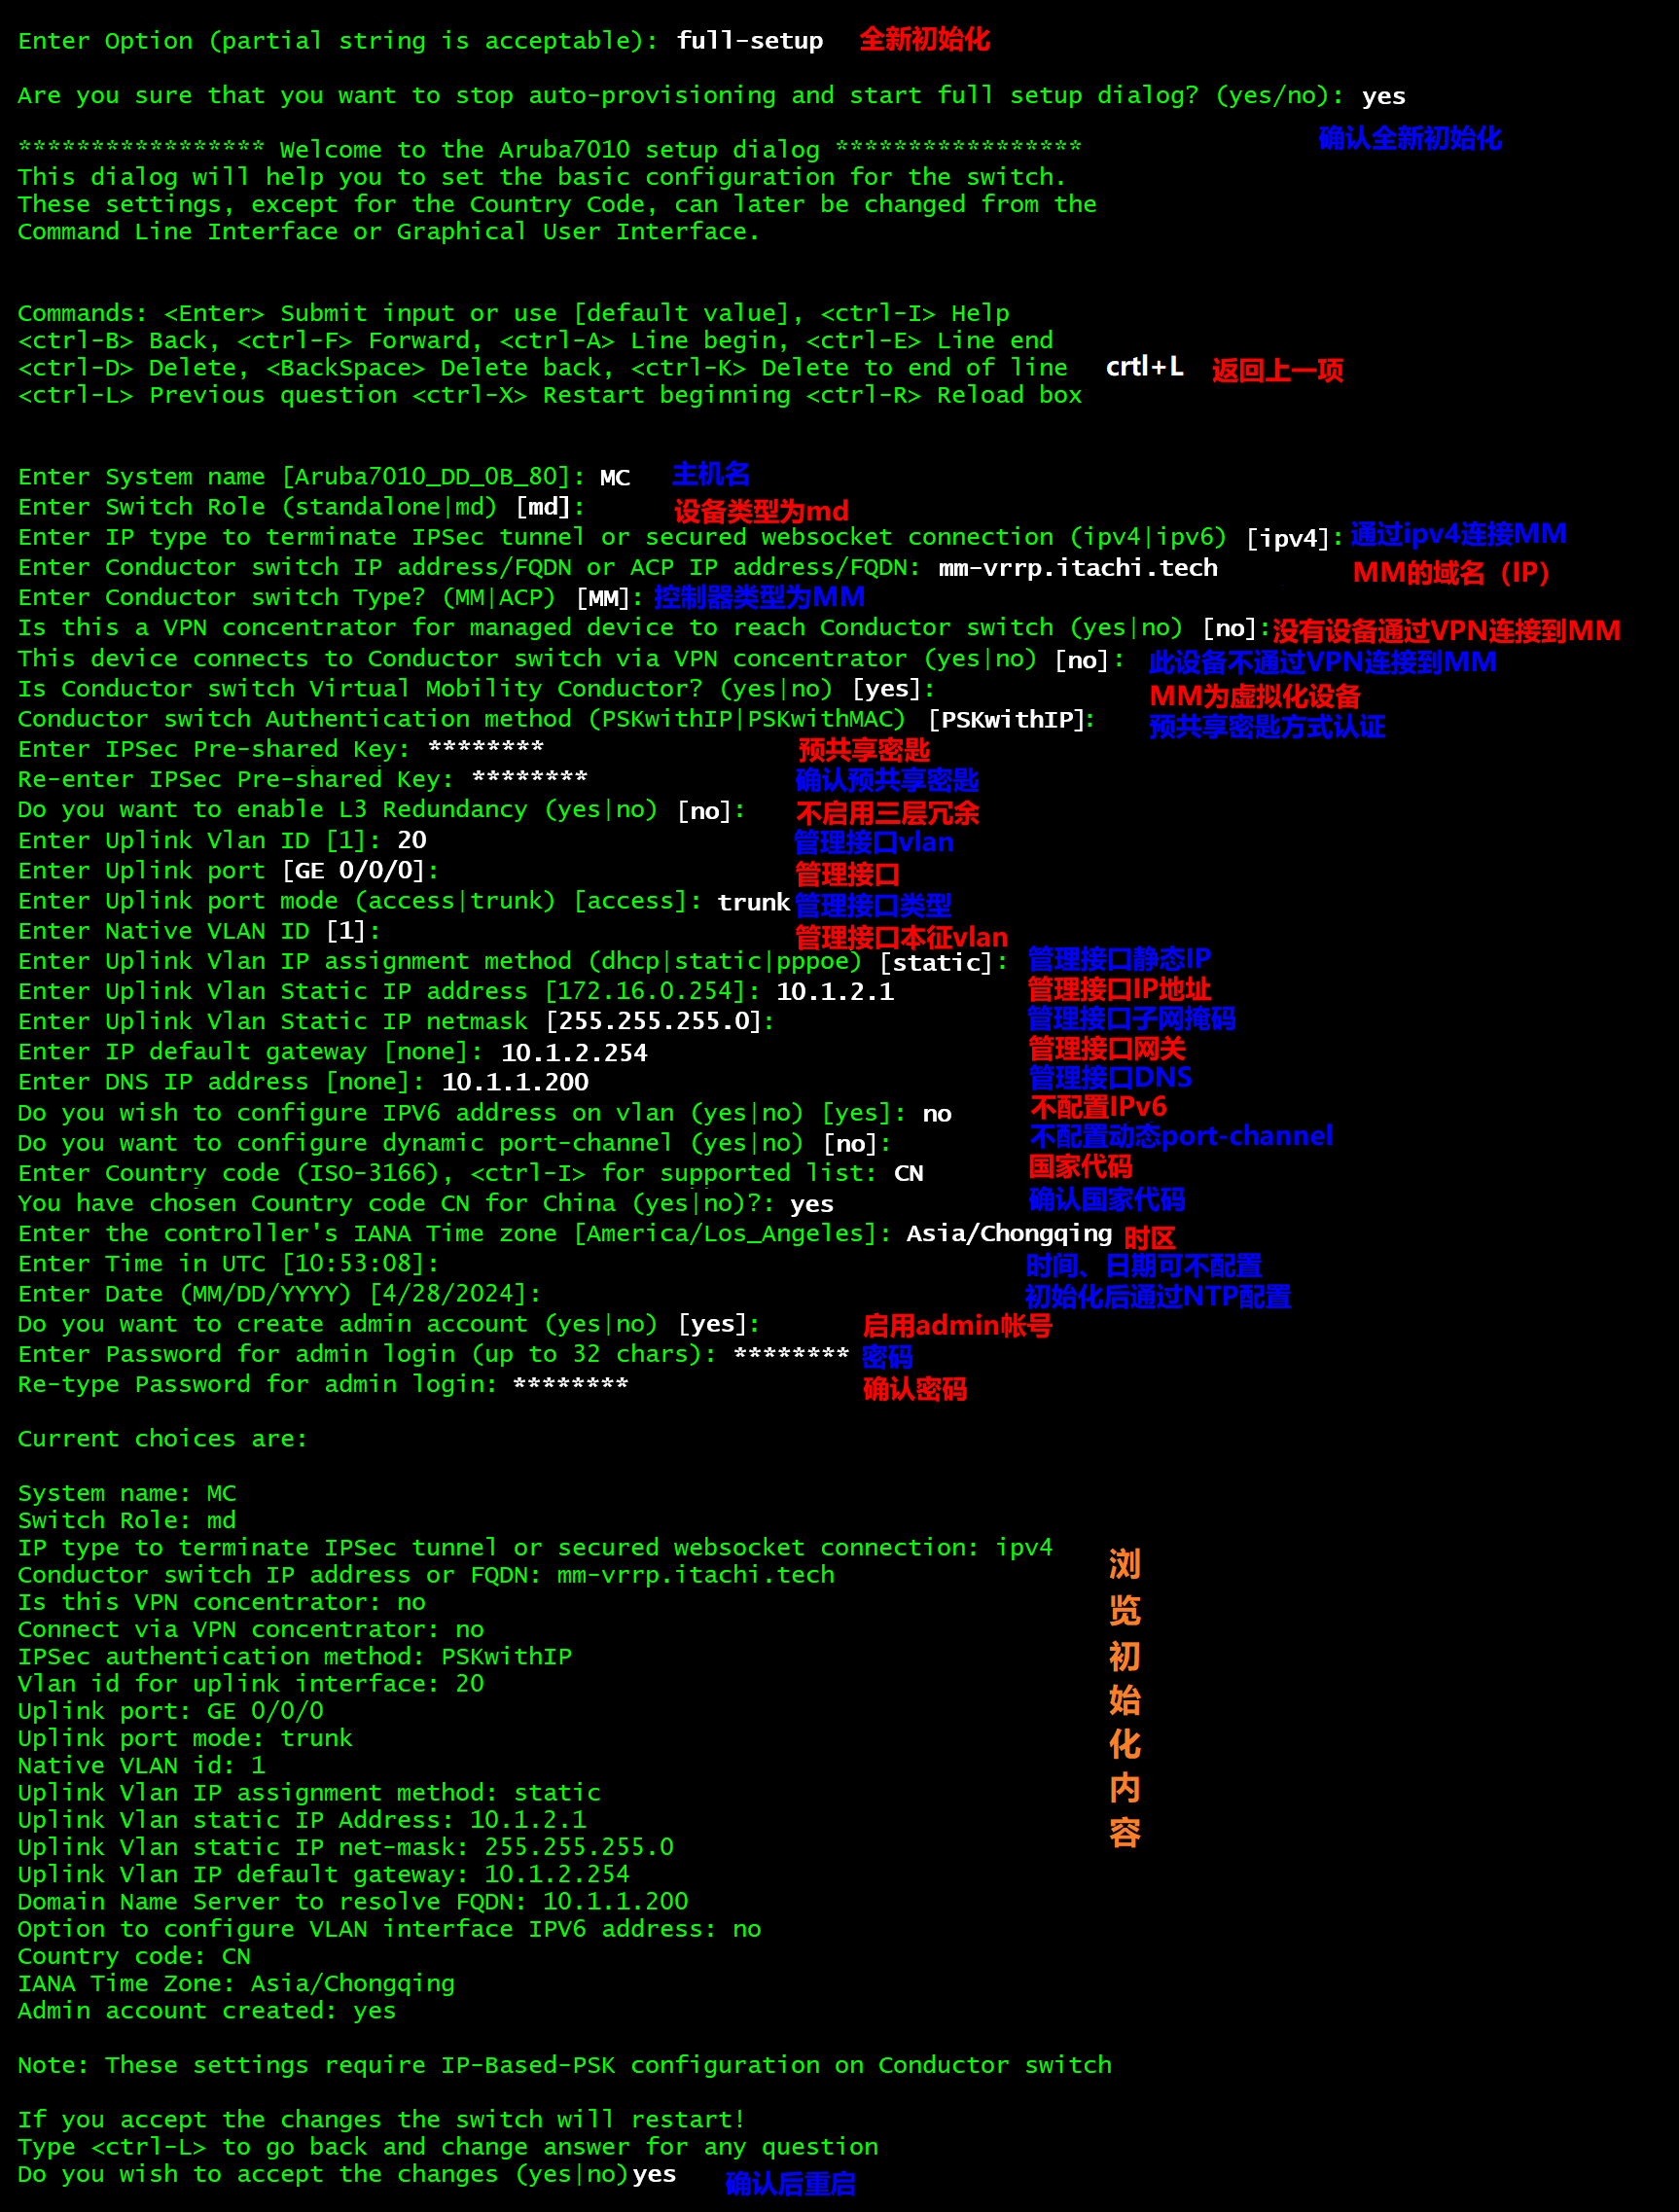 Enter Option (partial string is acceptable): full-setup 全新初始化
Are you sure that you want to stop auto-provisioning and start full setup dialog? (yes/no): yes
确认全新初始化
***************** Welcome to the Aruba7010 setup dialog *****************
This dialog will help you to set the basic configuration for the switch.
These settings, except for the Country Code, can later be changed from the
Command Line Interface or Graphical User Interface.
Commands: <Enter> Submit input or use [default value], <ctrl-I> Help
<ctrl-B> Back, <ctrl-F> Forward, <ctrl-A> Line begin, <ctrl-E> Line end
<ctrl-D> Delete, <BackSpace> Delete back, <ctrl-K> Delete to end of line crtl+L 返回上一项
<ctrl-L> Previous question <ctrl-X> Restart beginning <ctrl-R> Reload box
Enter System name [Aruba7010_DD_0B_80]: MC 主机名
Enter Switch Role (standalone|md) [md]: 设备类型为md
Enter IP type to terminate IPSec tunnel or secured websocket connection (ipv4|ipv6) [ipv4]: 通过ipv4连接MM
Enter Conductor switch IP address/FQDN or ACP IP address/FQDN: mm-vrrp.itachi.tech MM的域名（IP）
Enter Conductor switch Type? (MM|ACP) [MM]: 控制器类型为MM
Is this a VPN concentrator for managed device to reach Conductor switch (yes|no) [no]: 没有设备通过VPN连接到MM
This device connects to Conductor switch via VPN concentrator (yes|no) [no]: 此设备不通过VPN连接到MM
Is Conductor switch Virtual Mobility Conductor? (yes|no) [yes]: MM为虚拟化设备
Conductor switch Authentication method (PSKwithIP|PSKwithMAC) [PSKwithIP]: 预共享密匙方式认证
Enter IPSec Pre-shared Key: ******** 预共享密匙
Re-enter IPSec Pre-shared Key: ******** 确认预共享密匙
Do you want to enable L3 Redundancy (yes|no) [no]: 不启用三层冗余
Enter Uplink Vlan ID [1]: 20 管理接口vlan
Enter Uplink port [GE 0/0/0]: 管理接口
Enter Uplink port mode (access|trunk) [access]: trunk 管理接口类型
Enter Native VLAN ID [1]: 管理接口本征vlan
Enter Uplink Vlan IP assignment method (dhcp|static|pppoe) [static]: 管理接口静态IP
Enter Uplink Vlan Static IP address [172.16.0.254]: 10.1.2.1 管理接口IP地址
Enter Uplink Vlan Static IP netmask [255.255.255.0]: 管理接口子网掩码
Enter IP default gateway [none]: 10.1.2.254 管理接口网关
Enter DNS IP address [none]: 10.1.1.200 管理接口DNS
Do you wish to configure IPV6 address on vlan (yes|no) [yes]: no 不配置IPv6
Do you want to configure dynamic port-channel (yes|no) [no]: 不配置动态port-channel
Enter Country code (ISO-3166), <ctrl-I> for supported list: CN 国家代码
You have chosen Country code CN for China (yes|no)?: yes 确认国家代码
Enter the controller's IANA Time zone [America/Los_Angeles]: Asia/Chongqing 时区
Enter Time in UTC [10:53:08]: 时间、日期可不配置
Enter Date (MM/DD/YYYY) [4/28/2024]: 初始化后通过NTP配置
Do you want to create admin account (yes|no) [yes]: 启用admin帐号
Enter Password for admin login (up to 32 chars): ******** 密码
Re-type Password for admin login: ******** 确认密码
Current choices are:
System name: MC
Switch Role: md
IP type to terminate IPSec tunnel or secured websocket connection: ipv4
Conductor switch IP address or FQDN: mm-vrrp.itachi.tech
Is this VPN concentrator: no
Connect via VPN concentrator: no
IPSec authentication method: PSKwithIP
Vlan id for uplink interface: 20
Uplink port: GE 0/0/0
Uplink port mode: trunk
Native VLAN id: 1
Uplink Vlan IP assignment method: static
Uplink Vlan static IP Address: 10.1.2.1
Uplink Vlan static IP net-mask: 255.255.255.0
Uplink Vlan IP default gateway: 10.1.2.254
Domain Name Server to resolve FQDN: 10.1.1.200
Option to configure VLAN interface IPV6 address: no
Country code: CN
IANA Time Zone: Asia/Chongqing
Admin account created: yes
浏览初始化内容
Note: These settings require IP-Based-PSK configuration on Conductor switch
If you accept the changes the switch will restart!
Type <ctrl-L> to go back and change answer for any question
Do you wish to accept the changes (yes|no)yes 确认后重启